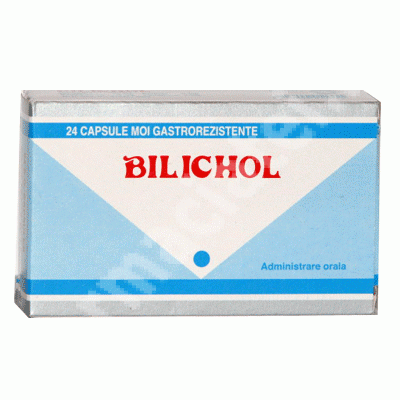 24 CAPSULE MOI GASTROREZISTENTE
BILICHOL
Administrare orala